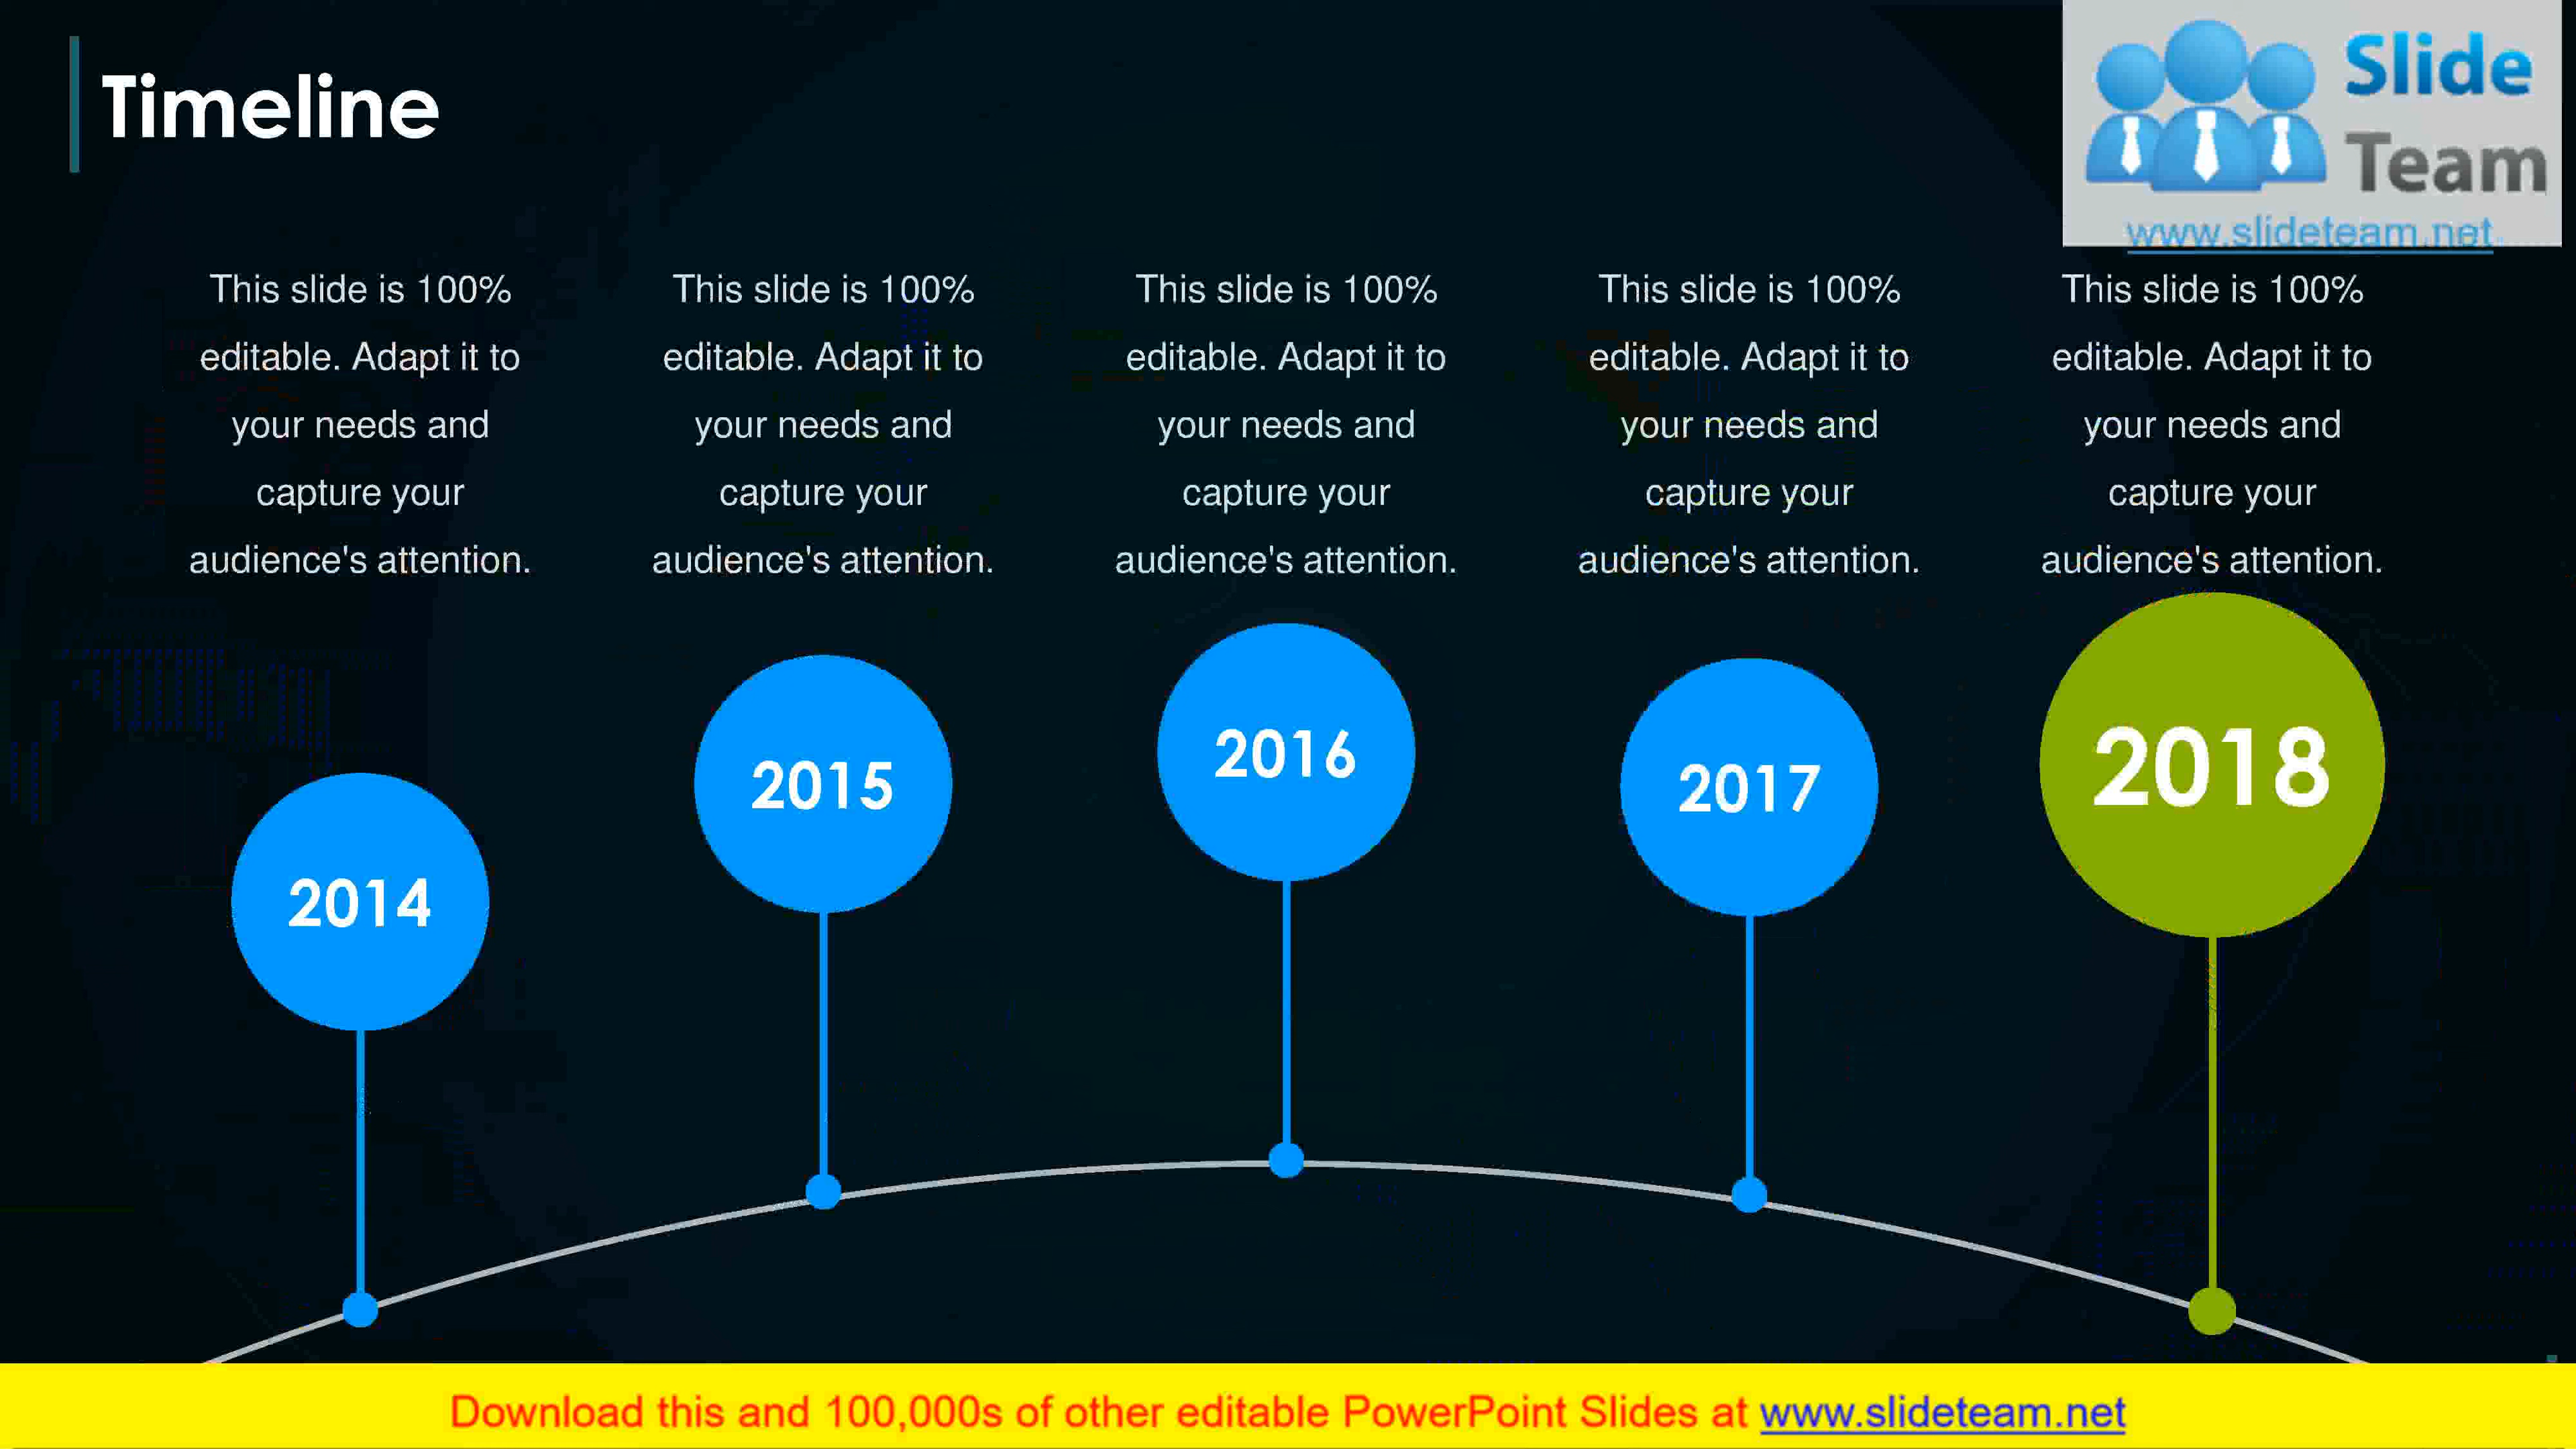 Timeline
Slide
Team
www.slideteam.net
This slide is 100%
editable. Adapt it to
your needs and
capture your
audience's attention.
This slide is 100%
editable. Adapt it to
your needs and
capture your
audience's attention.
This slide is 100%
editable. Adapt it to
your needs and
capture your
audience's attention.
This slide is 100%
editable. Adapt it to
your needs and
capture your
audience's attention.
This slide is 100%
editable. Adapt it to
your needs and
capture your
audience's attention.
2014
2015
2016
2017
2018
Download this and 100,000s of other editable PowerPoint Slides at www.slideteam.net